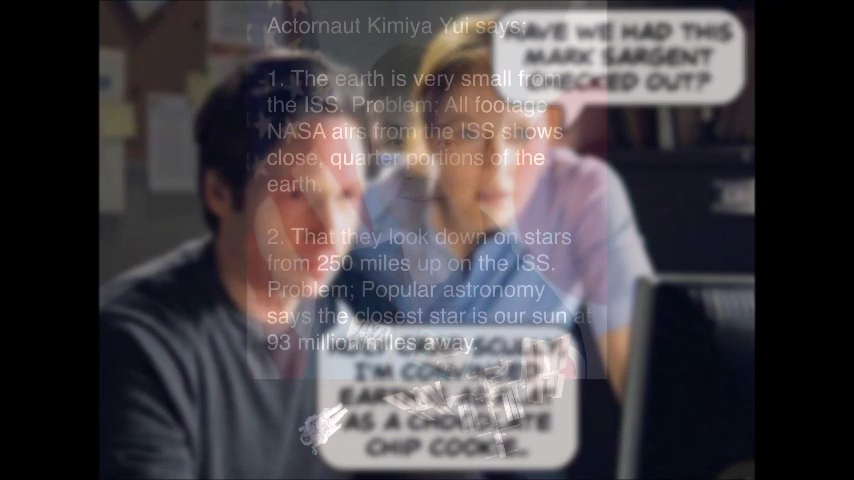 Actornaut Kimiya Yui says;
HAVE WE HAD THIS
MARK SARGENT
CHECKED OUT?
1. The earth is very small from
the ISS. Problem; All footage
NASA airs from the ISS shows
close, quarter portions of the
earth.
2. That they look down on stars
from 250 miles up on the ISS.
Problem; Popular astronomy
says the closest star is our sun at
93 million miles away.
I'M CONVINCED
EARTH
AS A CHOCOLATE
CHIP COOKIE..